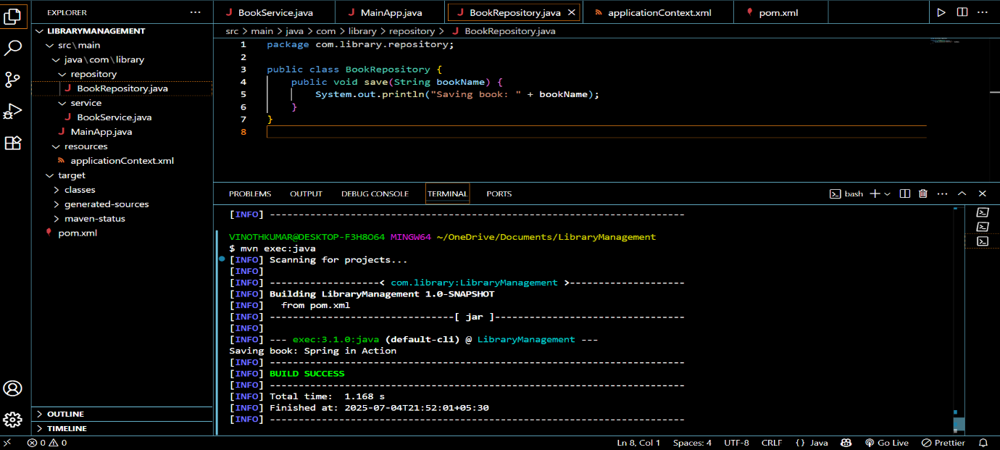 EXPLORER
LIBRARYMANAGEMENT
src\main
java\com\library
repository
BookRepository.java
service
BookService.java
MainApp.java
resources
applicationContext.xml
target
classes
generated-sources
maven-status
pom.xml
OUTLINE
TIMELINE
BookService.java MainApp.java BookRepository.java applicationContext.xml pom.xml
src > main > java > com > library > repository > BookRepository.java
1 package com.library.repository;
2
3 public class BookRepository {
4 public void save(String bookName) {
5 System.out.println("Saving book: " + bookName);
6 }
7 }
8
PROBLEMS OUTPUT DEBUG CONSOLE TERMINAL PORTS bash
[INFO] ------------------------------------------------------------------------
VINOTHKUMAR@DESKTOP-F3H8O64 MINGW64 ~/OneDrive/Documents/LibraryManagement
$ mvn exec:java
[INFO] Scanning for projects...
[INFO]
[INFO] -------------------< com.library:LibraryManagement >--------------------
[INFO] Building LibraryManagement 1.0-SNAPSHOT
[INFO]   from pom.xml
[INFO] --------------------------------[ jar ]---------------------------------
[INFO]
[INFO] --- exec:3.1.0:java (default-cli) @ LibraryManagement ---
Saving book: Spring in Action
[INFO] ------------------------------------------------------------------------
[INFO] BUILD SUCCESS
[INFO] ------------------------------------------------------------------------
[INFO] Total time:  1.168 s
[INFO] Finished at: 2025-07-04T21:52:01+05:30
[INFO] ------------------------------------------------------------------------
0 0 Ln 8, Col 1 Spaces: 4 UTF-8 CRLF {} Java Go Live Prettier